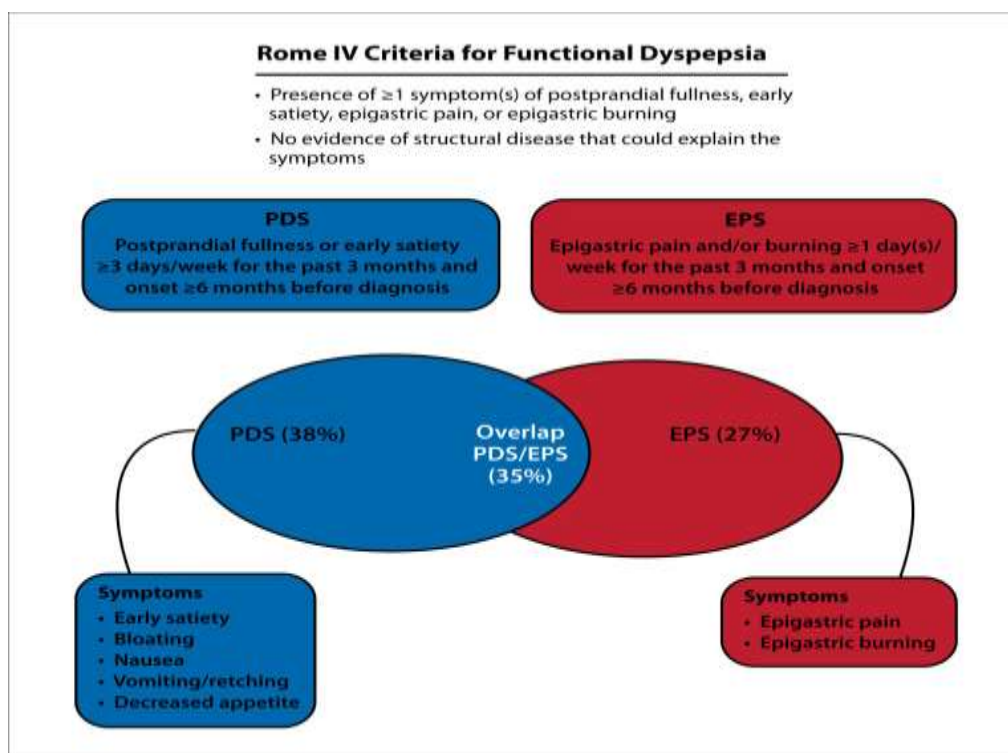 Rome IV Criteria for Functional Dyspepsia
• Presence of ≥1 symptom(s) of postprandial fullness, early
satiety, epigastric pain, or epigastric burning
• No evidence of structural disease that could explain the
symptoms
PDS
Postprandial fullness or early satiety
≥3 days/week for the past 3 months and
onset ≥6 months before diagnosis
EPS
Epigastric pain and/or burning ≥1 day(s)/
week for the past 3 months and onset
≥6 months before diagnosis
PDS (38%)
Overlap
PDS/EPS
(35%)
EPS (27%)
Symptoms
• Early satiety
• Bloating
• Nausea
• Vomiting/retching
• Decreased appetite
Symptoms
• Epigastric pain
• Epigastric burning